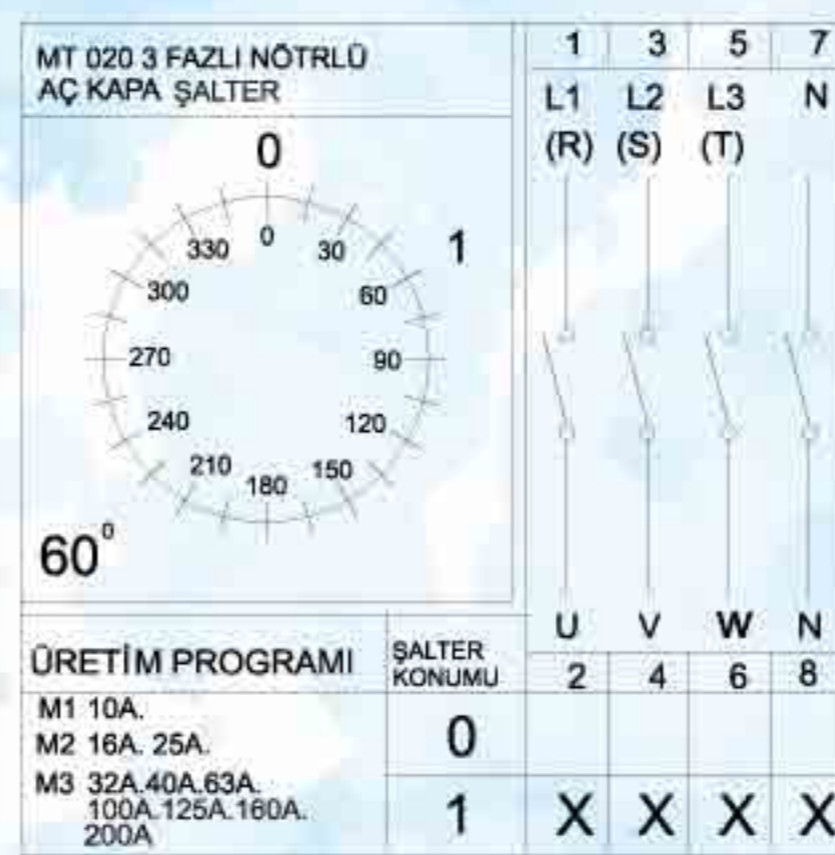 MT 020 3 FAZLI NÖTRLÜ
AÇ KAPA ŞALTER
0
1
0
30
60
90
120
150
180
210
240
270
300
330
60⁰
1 3 5 7
L1 L2 L3 N
(R) (S) (T)
U V W N
2 4 6 8
ÜRETİM PROGRAMI
M1 10A.
M2 16A. 25A.
M3 32A.40A.63A.
100A.125A.160A.
200A
ŞALTER
KONUMU
0
1 X X X X